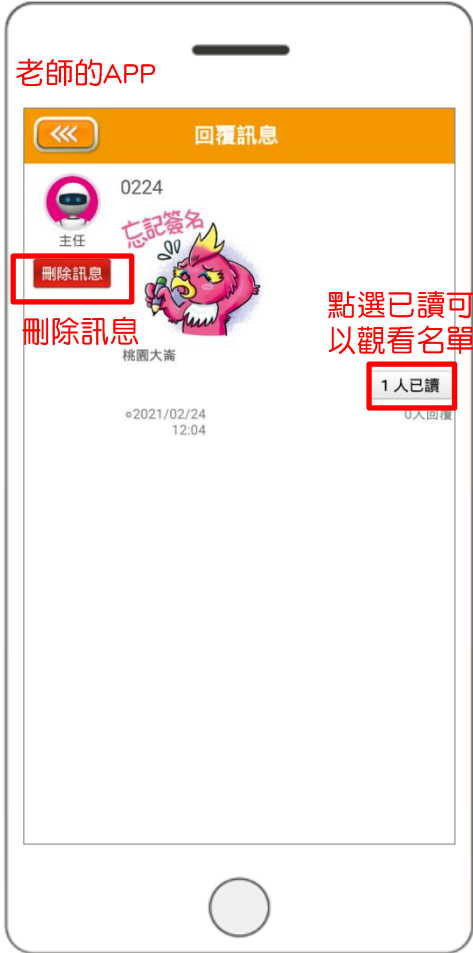 老師的APP
回覆訊息
0224
忘記簽名
主任
刪除訊息
刪除訊息
點選已讀可
以觀看名單
桃園大崙
1 人已讀
2021/02/24
12:04
0人回覆